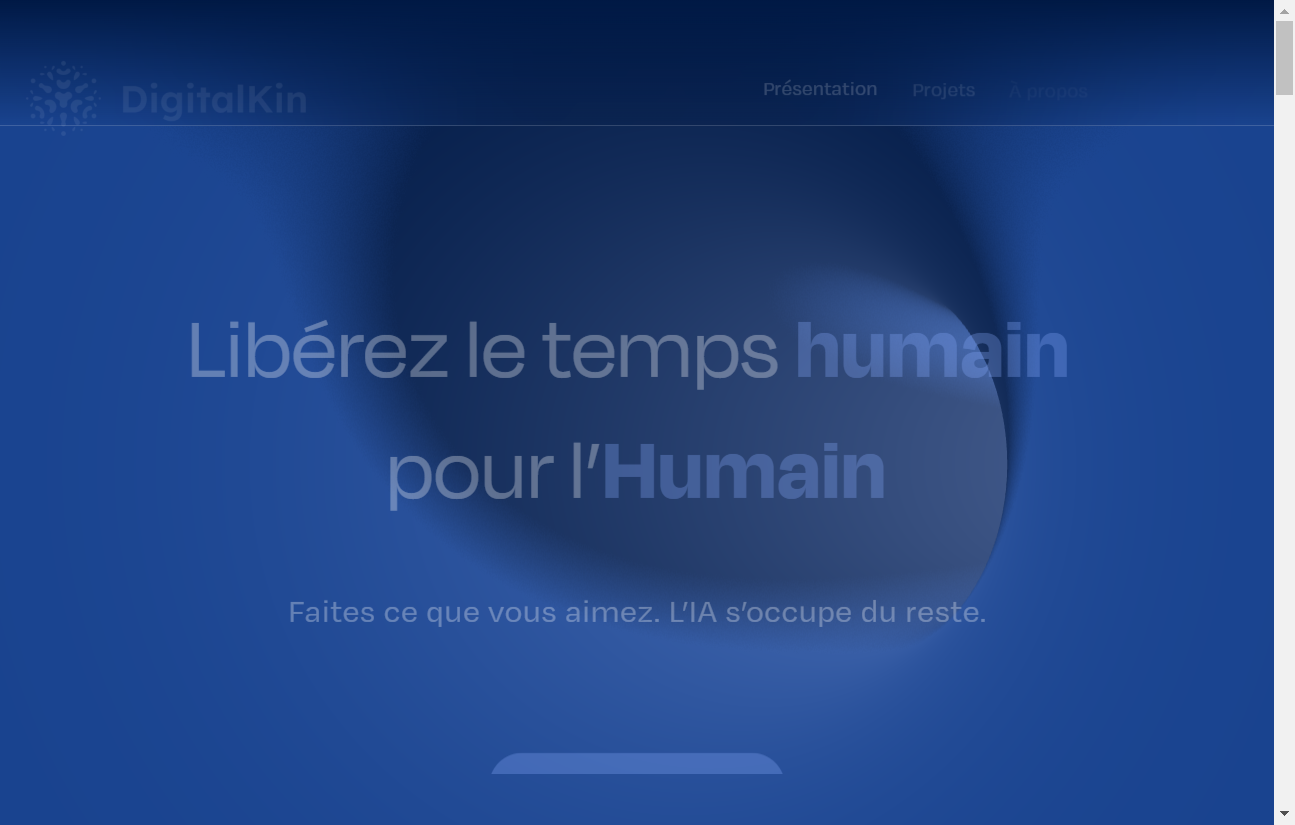 DigitalKin
Présentation Projets À propos
Libérez le temps humain
pour l’Humain
Faites ce que vous aimez. L’IA s’occupe du reste.